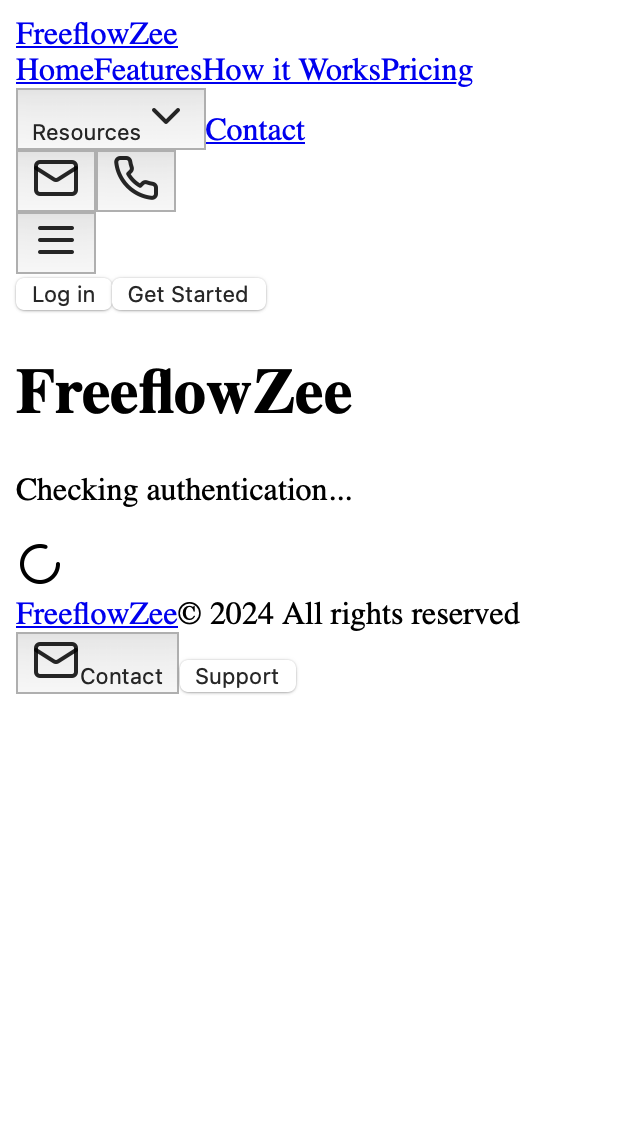 FreeflowZee
HomeFeaturesHow it WorksPricing
Resources Contact
Log in Get Started
FreeflowZee
Checking authentication...
FreeflowZee© 2024 All rights reserved
Contact Support